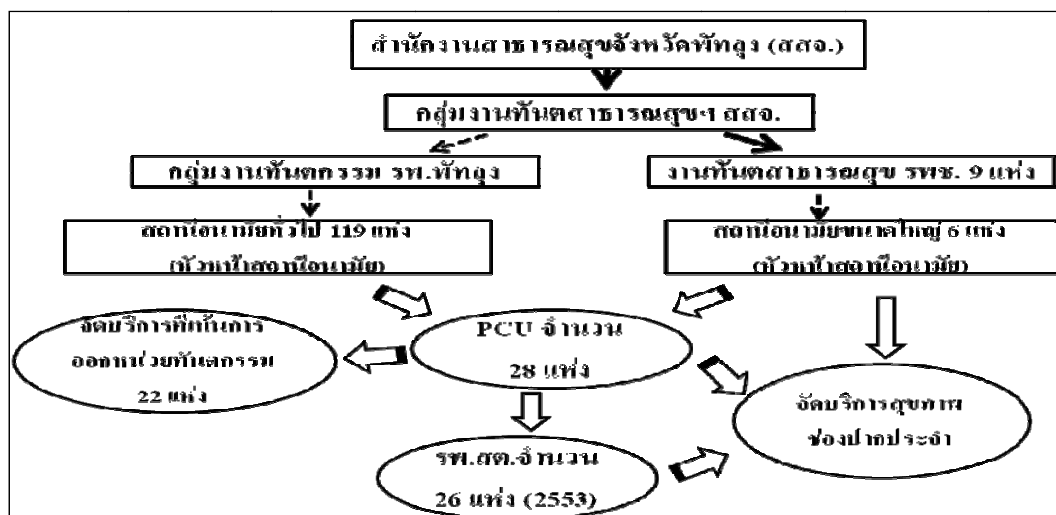 สำนักงานสาธารณสุขจังหวัดพัทลุง (สสจ.)
กลุ่มงานทันตสาธารณสุขฯ สสจ.
กลุ่มงานทันตกรรม รพ.พัทลุง
งานทันตสาธารณสุข รพช. 9 แห่ง
สถานีอนามัยทั่วไป 119 แห่ง
(หัวหน้าสถานีอนามัย)
สถานีอนามัยขนาดใหญ่ 6 แห่ง
(หัวหน้าสถานีอนามัย)
จัดบริการที่เน้นการ
ออกหน่วยทันตกรรม
22 แห่ง
PCU จำนวน
28 แห่ง
จัดบริการสุขภาพ
ช่องปากประจำ
รพ.สต.จำนวน
26 แห่ง (2553)